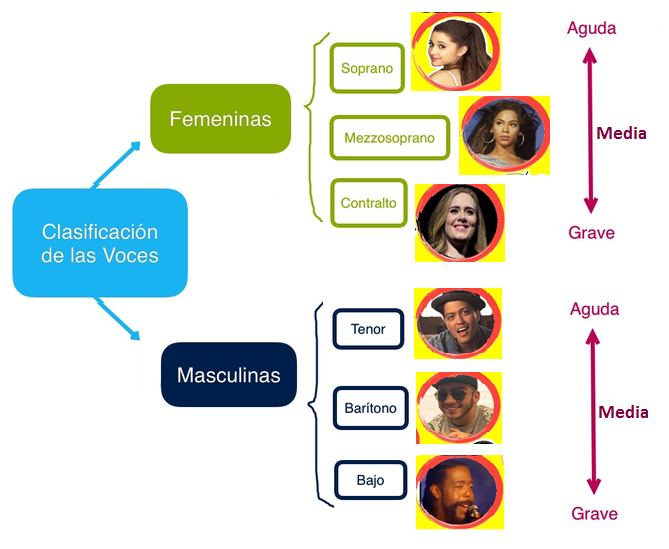 Clasificación
de las Voces
Femeninas
Soprano
Mezzosoprano
Contralto
Aguda
Media
Grave
Masculinas
Tenor
Barítono
Bajo
Aguda
Media
Grave